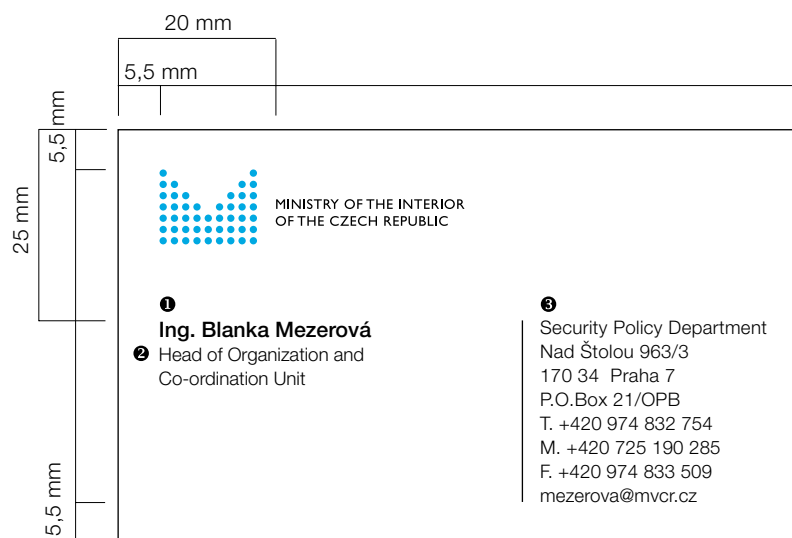 20 mm
5,5 mm
5,5 mm
25 mm
MINISTRY OF THE INTERIOR
OF THE CZECH REPUBLIC
❶
Ing. Blanka Mezerová
❷ Head of Organization and
Co-ordination Unit
❸
Security Policy Department
Nad Štolou 963/3
170 34  Praha 7
P.O.Box 21/OPB
T. +420 974 832 754
M. +420 725 190 285
F. +420 974 833 509
mezerova@mvcr.cz
5,5 mm